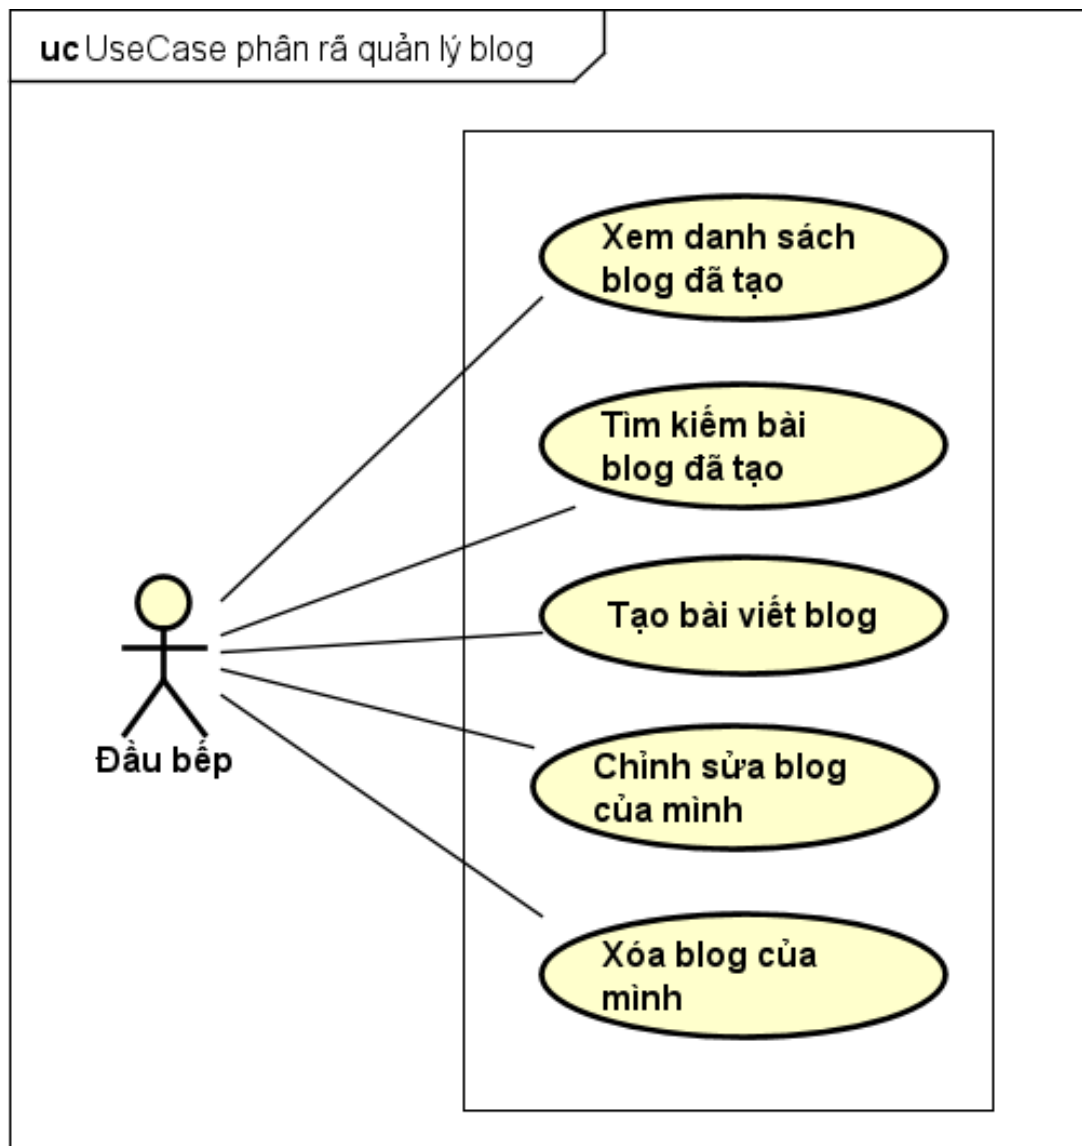 uc UseCase phân rã quản lý blog
Xem danh sách
blog đã tạo
Tìm kiếm bài
blog đã tạo
Tạo bài viết blog
Chỉnh sửa blog
của mình
Xóa blog của
mình
Đầu bếp